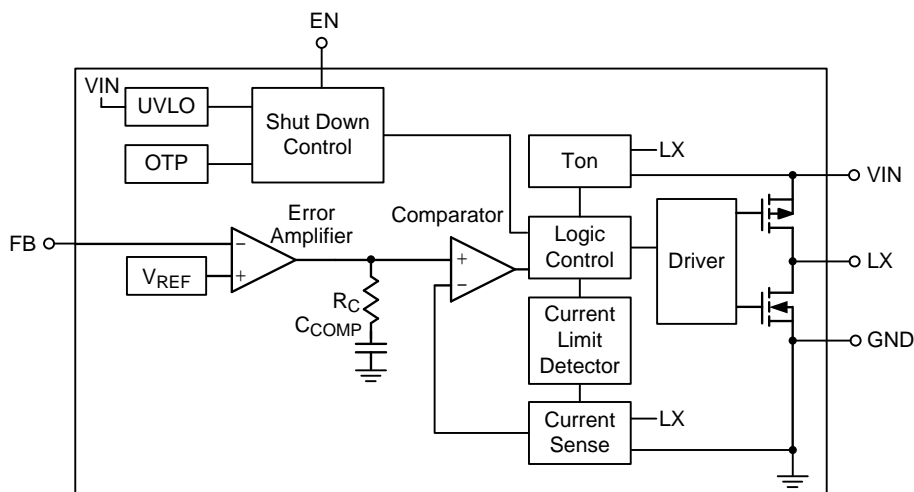 EN
VIN
UVLO
Shut Down
Control
OTP
Ton
LX
VIN
Error
Amplifier
Comparator
FB
−
+
VREF
+
−
Logic
Control
Driver
LX
RC
CCOMP
Current
Limit
Detector
GND
Current
Sense
LX